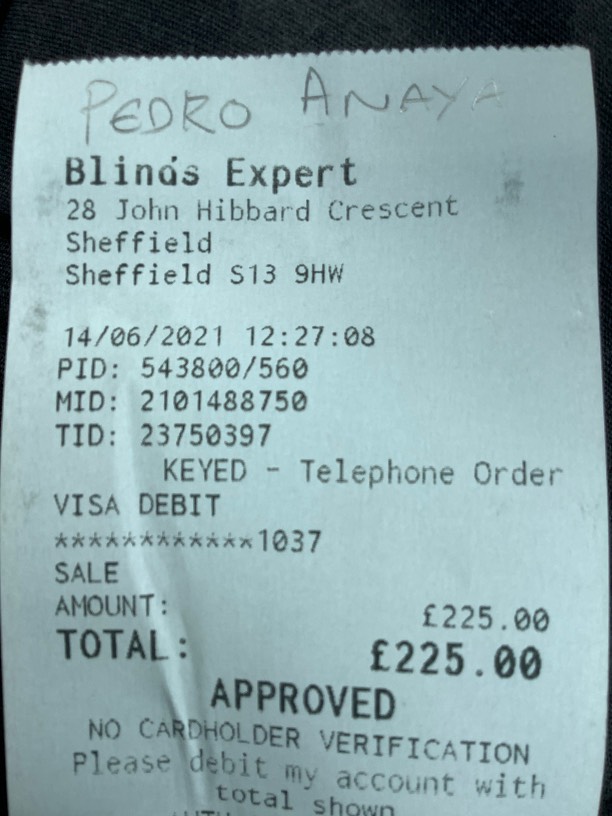 PEDRO ANAYA
Blinds Expert
28 John Hibbard Crescent
Sheffield
Sheffield S13 9HW
14/06/2021 12:27:08
PID: 543800/560
MID: 2101488750
TID: 23750397
KEYED - Telephone Order
VISA DEBIT
************1037
SALE
AMOUNT: £225.00
TOTAL: £225.00
APPROVED
NO CARDHOLDER VERIFICATION
Please debit my account with
total shown